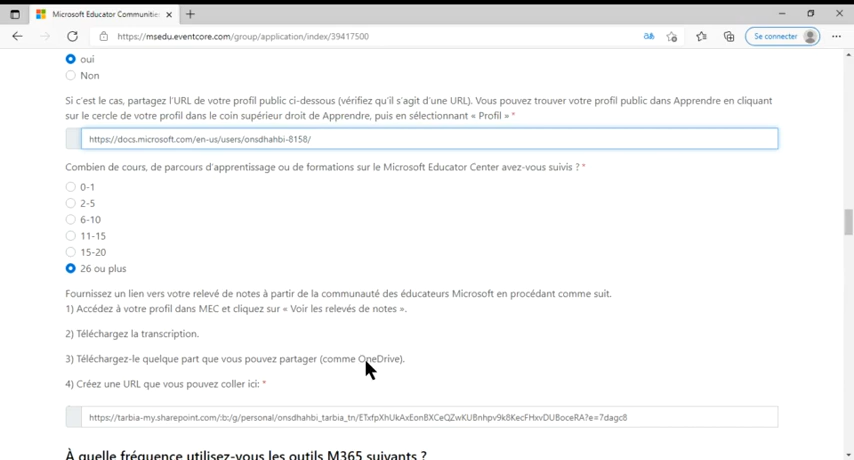 Microsoft Educator Communitie
https://msedu.eventcore.com/group/application/index/39417500
Se connecter
oui
Non
Si c'est le cas, partagez l'URL de votre profil public ci-dessous (vérifiez qu'il s'agit d'une URL). Vous pouvez trouver votre profil public dans Apprendre en cliquant
sur le cercle de votre profil dans le coin supérieur droit de Apprendre, puis en sélectionnant « Profil » *
https://docs.microsoft.com/en-us/users/onsdhahbi-8158/
Combien de cours, de parcours d'apprentissage ou de formations sur le Microsoft Educator Center avez-vous suivis ? *
0-1
2-5
6-10
11-15
15-20
26 ou plus
Fournissez un lien vers votre relevé de notes à partir de la communauté des éducateurs Microsoft en procédant comme suit.
1) Accédez à votre profil dans MEC et cliquez sur « Voir les relevés de notes ».
2) Téléchargez la transcription.
3) Téléchargez-le quelque part que vous pouvez partager (comme OneDrive).
4) Créez une URL que vous pouvez coller ici: *
https://tarbia-my.sharepoint.com/:b:/g/personal/onsdhahbi_tarbia_tn/ETxfpXhUkAxEonBXCeQZwKUBnhpv9k8KecFHxvDUBoceRA?e=7dagc8
À quelle fréquence utilisez-vous les outils M365 suivants ?